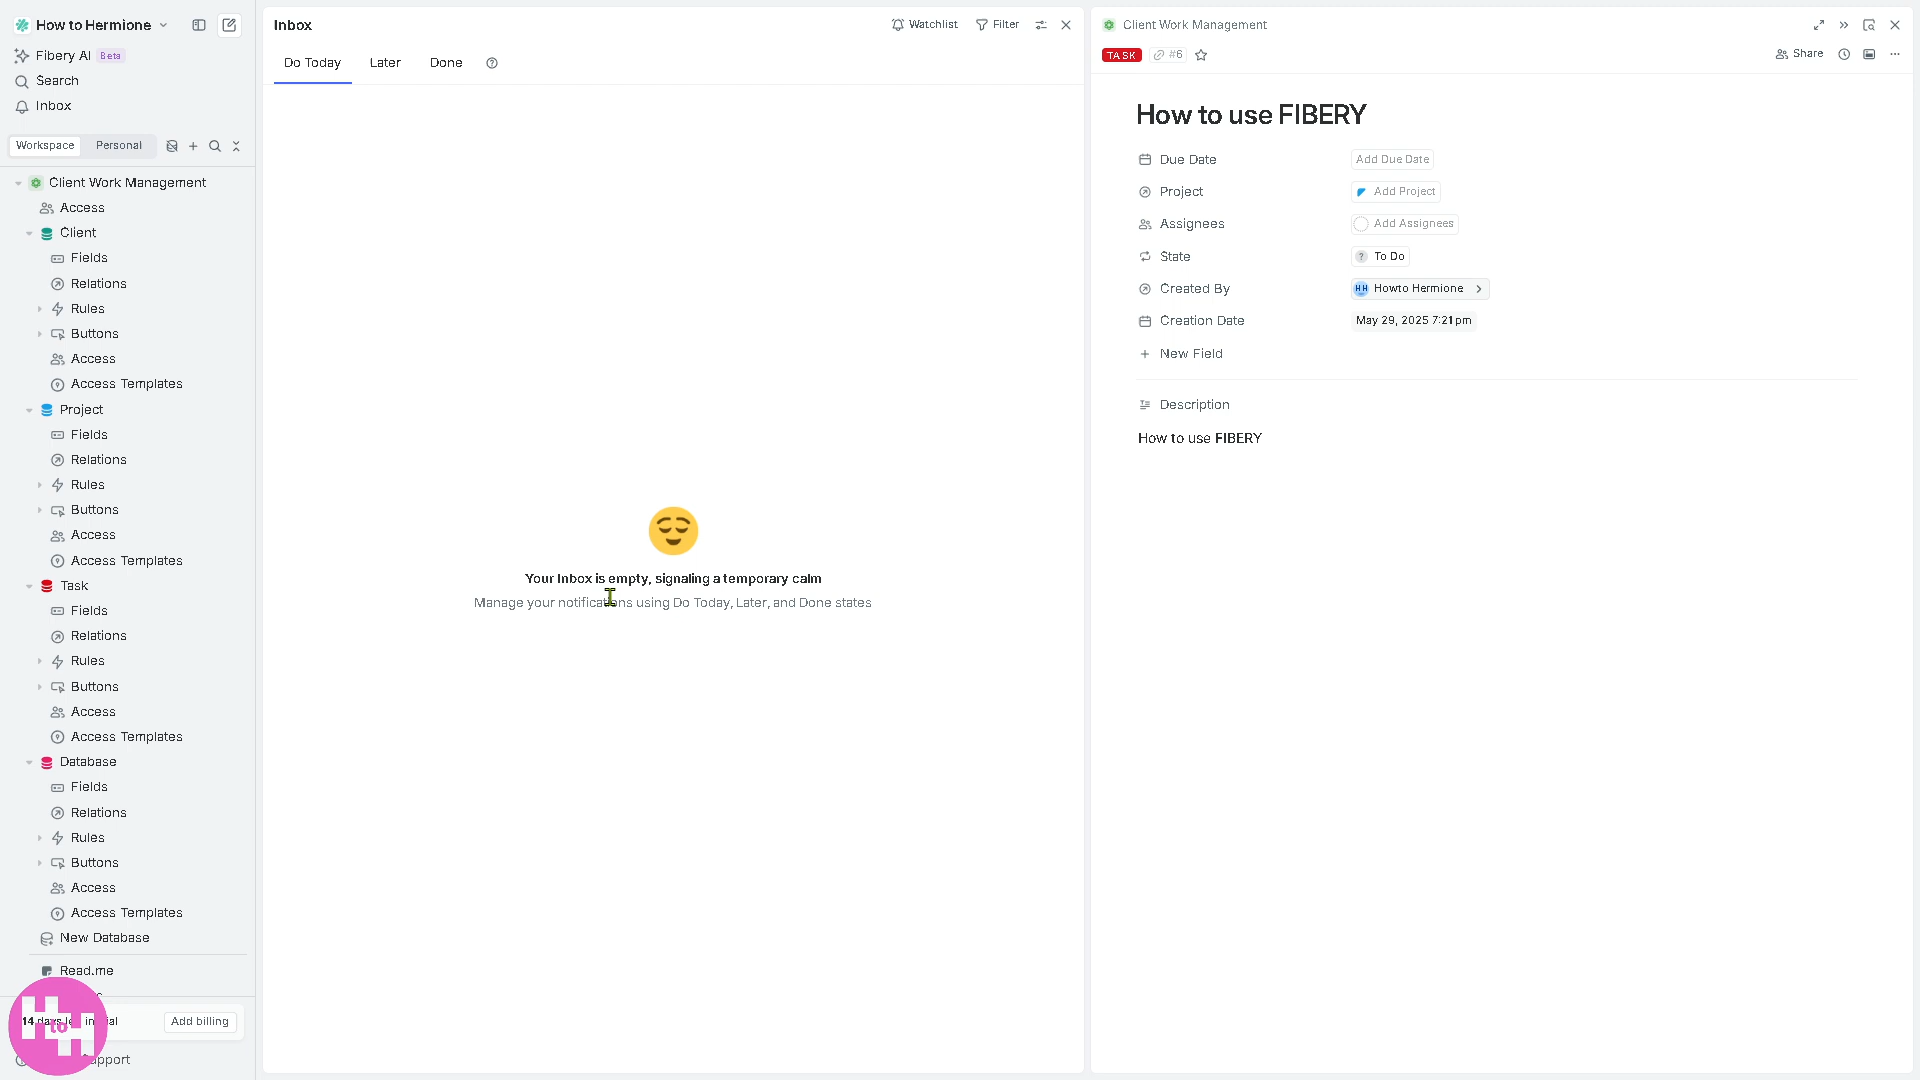 How to Hermione
Fibery AI Beta
Search
Inbox
Workspace Personal
Client Work Management
Access
Client
Fields
Relations
Rules
Buttons
Access
Access Templates
Project
Fields
Relations
Rules
Buttons
Access
Access Templates
Task
Fields
Relations
Rules
Buttons
Access
Access Templates
Database
Fields
Relations
Rules
Buttons
Access
Access Templates
New Database
Read.me
14 days
Add billing
H to H
Inbox
Watchlist Filter
Do Today Later Done
Your Inbox is empty, signaling a temporary calm
Manage your notifications using Do Today, Later, and Done states
Client Work Management
TASK #6
Share
How to use FIBERY
Due Date Add Due Date
Project Add Project
Assignees Add Assignees
State ? To Do
Created By HH Howto Hermione
Creation Date May 29, 2025 7:21pm
New Field
Description
How to use FIBERY